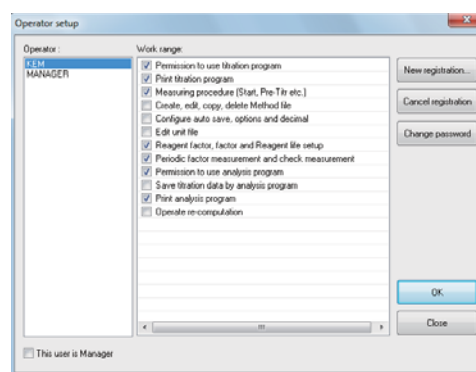 Operator setup
Operator :
KEM
MANAGER
Work range:
Permission to use titration program
Print titration program
Measuring procedure (Start, Pre-Titr etc.)
Create, edit, copy, delete Method file
Configure auto save, options and decimal
Edit unit file
Reagent factor, factor and Reagent life setup
Periodic factor measurement and check measurement
Permission to use analysis program
Save titration data by analysis program
Print analysis program
Operate re-computation
New registration...
Cancel registration
Change password
OK
Close
This user is Manager